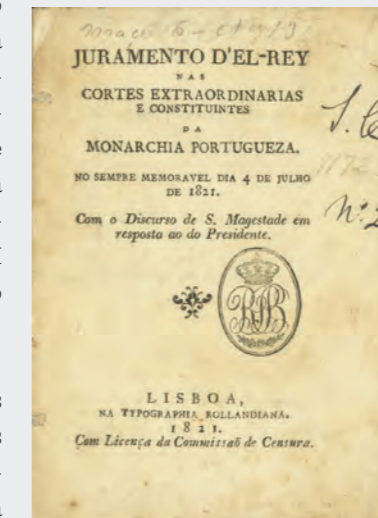 JURAMENTO D'EL-REY
NAS
CORTES EXTRAORDINARIAS
E CONSTITUINTES
DA
MONARCHIA PORTUGUEZA.
NO SEMPRE MEMORAVEL DIA 4 DE JULHO
DE 1821.
Com o Discurso de S. Magestade em
resposta ao do Presidente.
LISBOA,
NA TYPOGRAPHIA ROLLANDIANA.
1821.
Com Licença da Commissaõ de Censura.